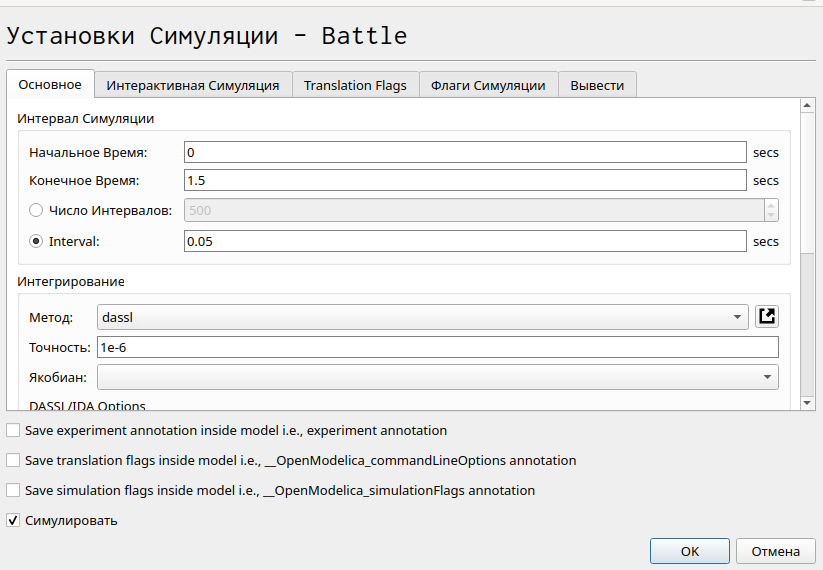 Установки Симуляции - Battle
Основное Интерактивная Симуляция Translation Flags Флаги Симуляции Вывести
Интервал Симуляции
Начальное Время: 0 secs
Конечное Время: 1.5 secs
Число Интервалов: 500
Interval: 0.05 secs
Интегрирование
Метод: dassl
Точность: 1e-6
Якобиан:
DASSL/IDA Options
Save experiment annotation inside model i.e., experiment annotation
Save translation flags inside model i.e., __OpenModelica_commandLineOptions annotation
Save simulation flags inside model i.e., __OpenModelica_simulationFlags annotation
Симулировать
OK Отмена